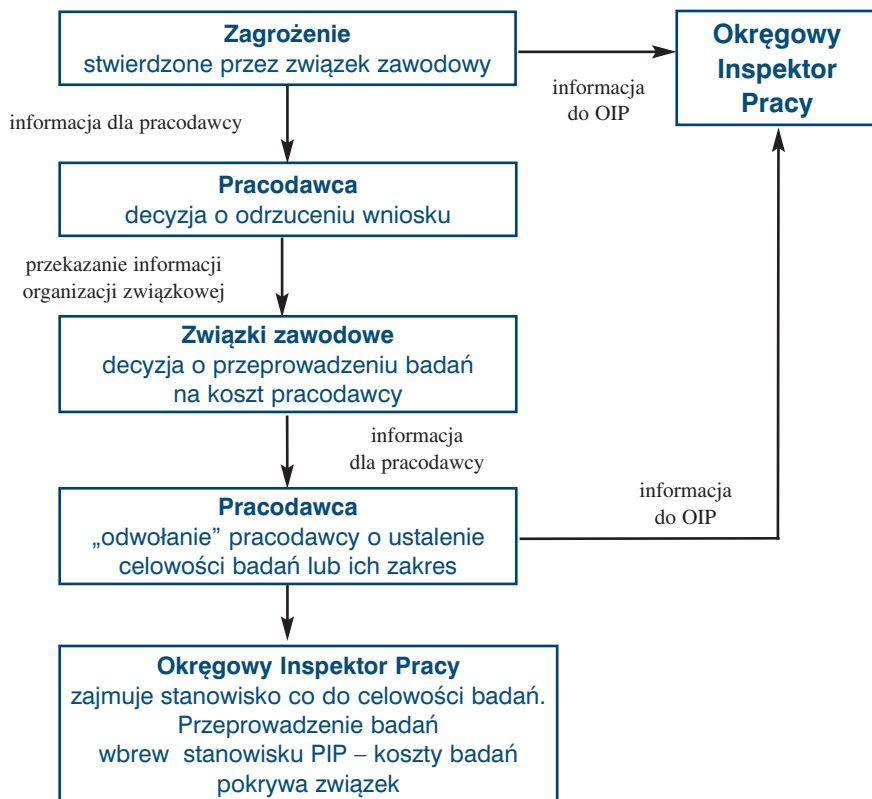 Zagrożenie
stwierdzone przez związek zawodowy
informacja
do OIP
Okręgowy
Inspektor
Pracy
informacja dla pracodawcy
Pracodawca
decyzja o odrzuceniu wniosku
przekazanie informacji
organizacji związkowej
Związki zawodowe
decyzja o przeprowadzeniu badań
na koszt pracodawcy
informacja
dla pracodawcy
Pracodawca
„odwołanie” pracodawcy o ustalenie
celowości badań lub ich zakres
informacja
do OIP
Okręgowy Inspektor Pracy
zajmuje stanowisko co do celowości badań.
Przeprowadzenie badań
wbrew stanowisku PIP – koszty badań
pokrywa związek